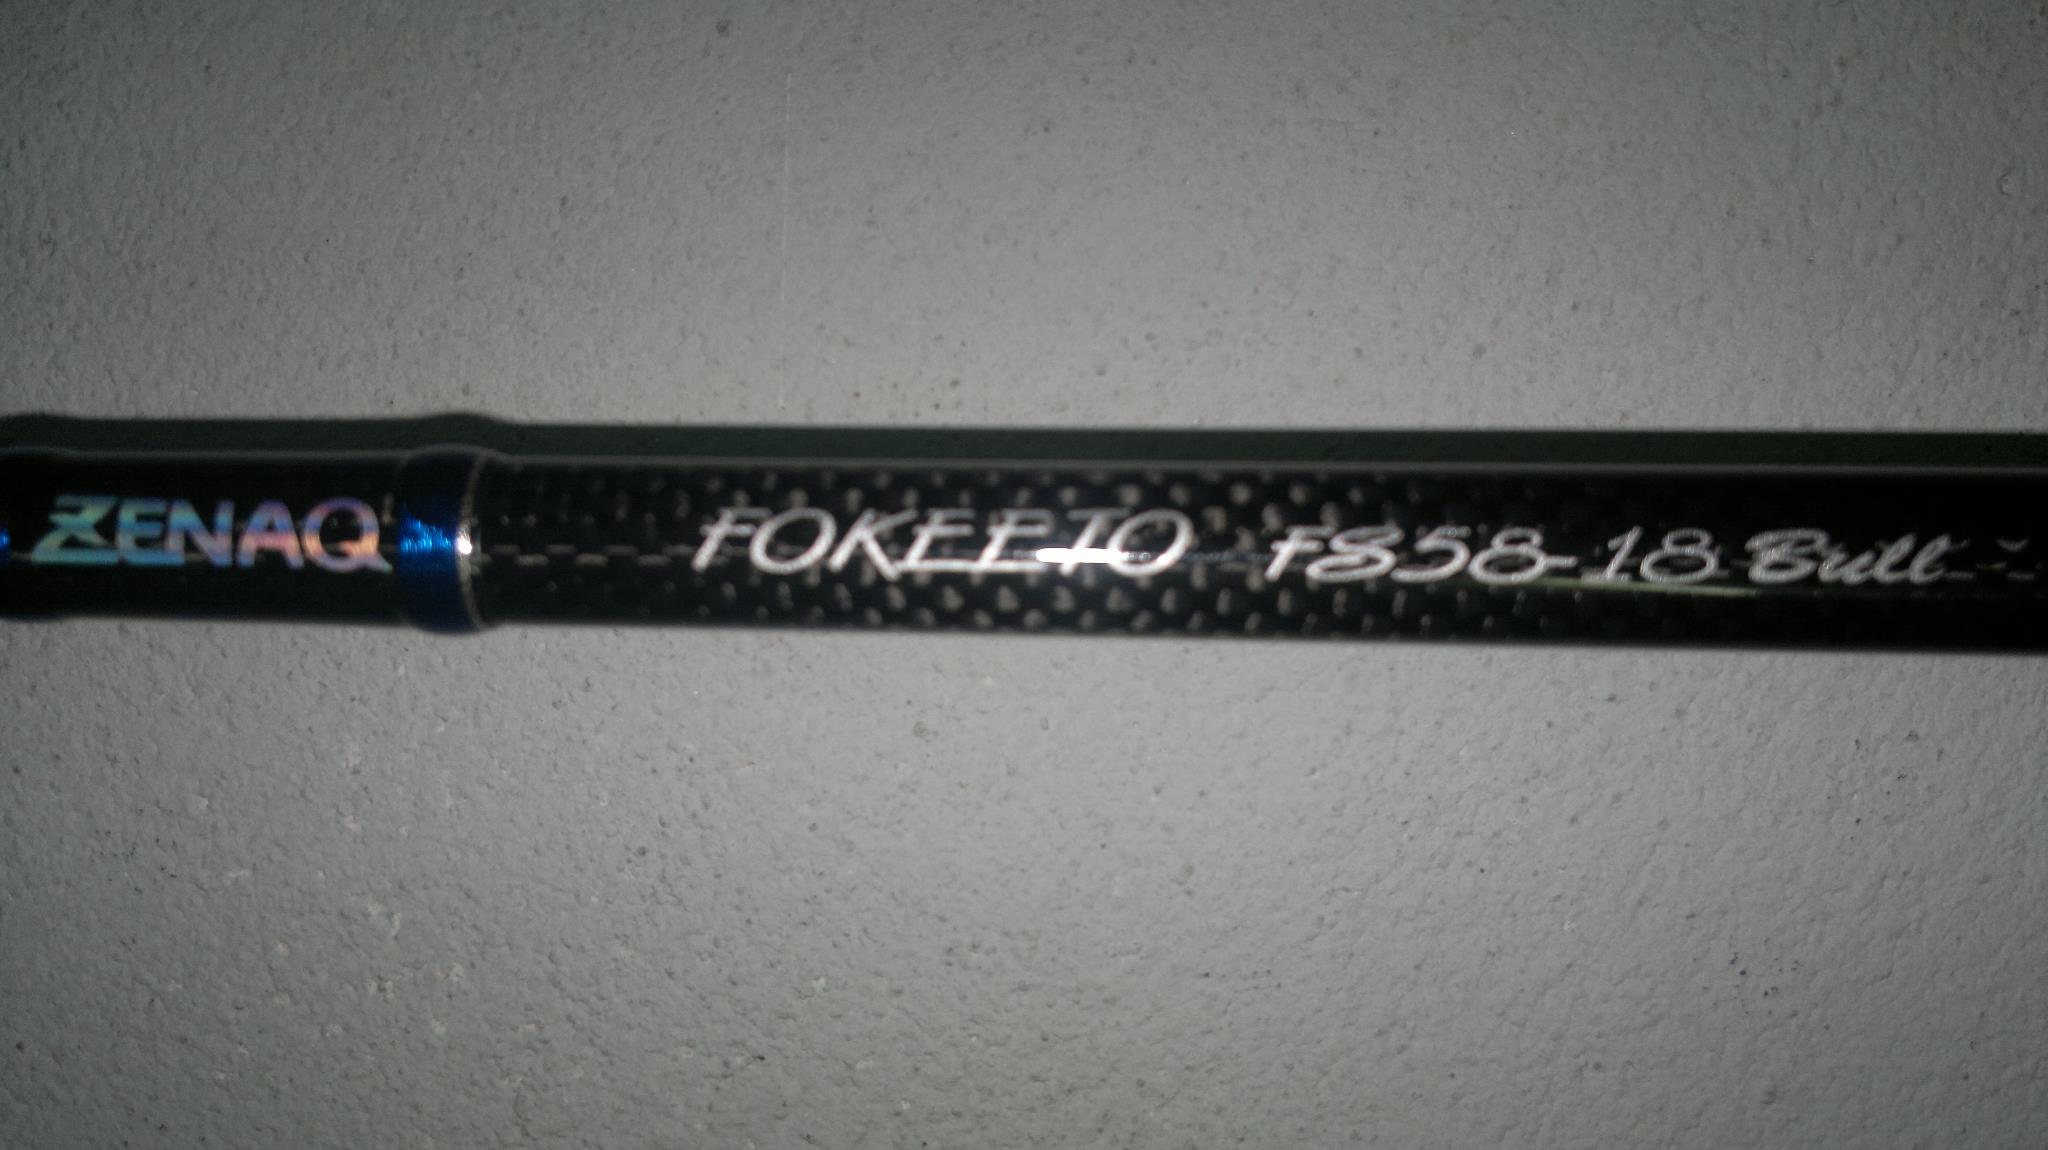 ZENAQ FOKEETO FS58-18 Bull